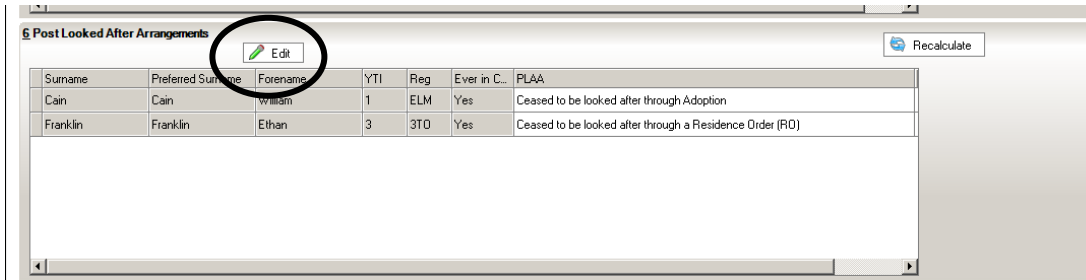 6 Post Looked After Arrangements
Edit
Recalculate
Surname Preferred Surname Forename YTI Reg Ever in C... PLAA
Cain Cain William 1 ELM Yes Ceased to be looked after through Adoption
Franklin Franklin Ethan 3 3TO Yes Ceased to be looked after through a Residence Order (RO)